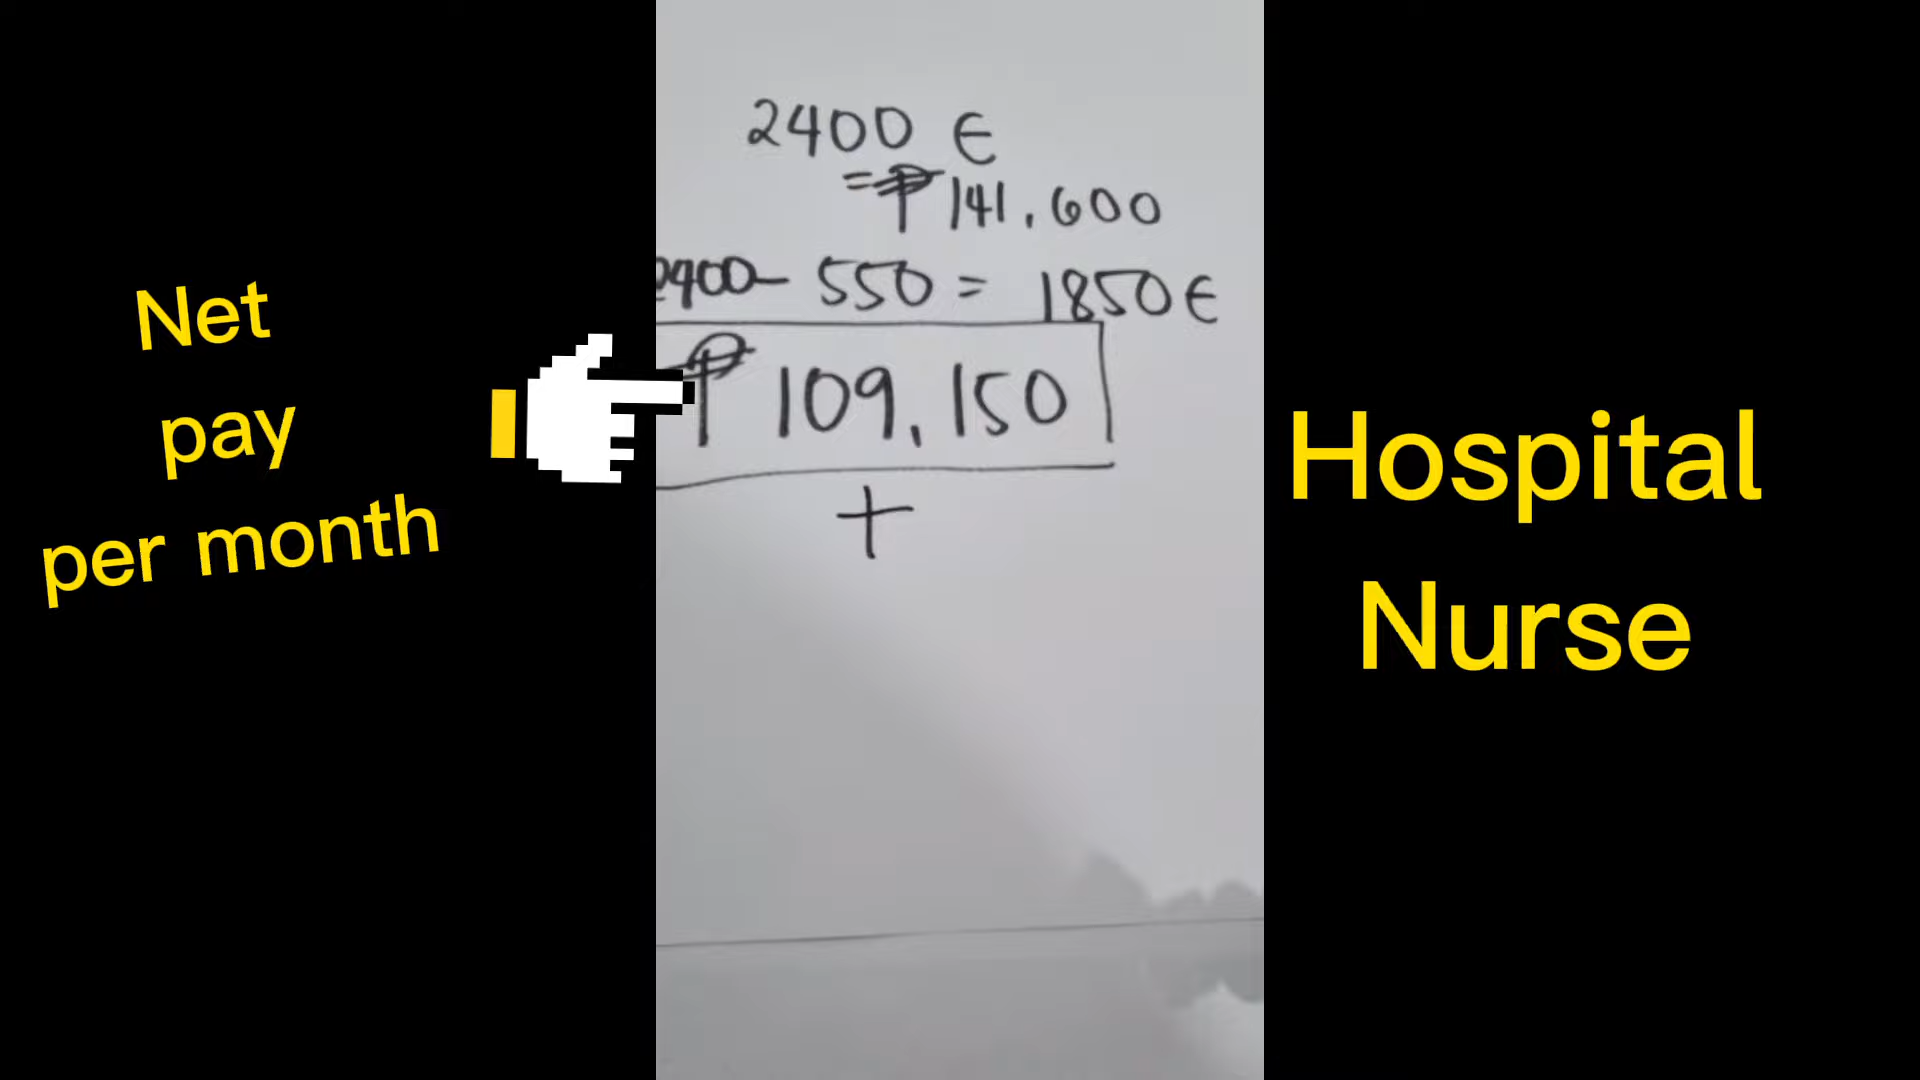 2400 €
= ₱ 141.600
2400 - 550 = 1850 €
₱ 109,150
+
Net
pay
per month
Hospital
Nurse